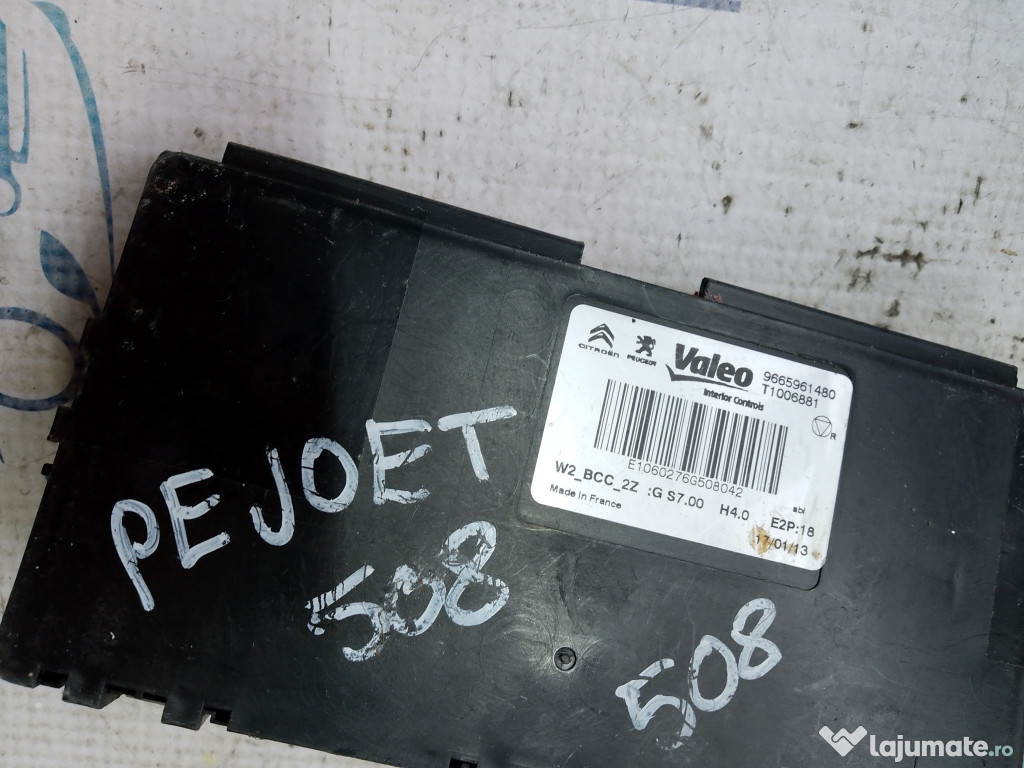 CITROËN
PEUGEOT
Valeo
Interior Controls
9665961480
T1006881
R
E1060276G508042
W2_BCC_2Z :G S7.00 H4.0
abl
E2P:18
Made in France
17/01/13
PEJOET
508
508
lajumate.ro